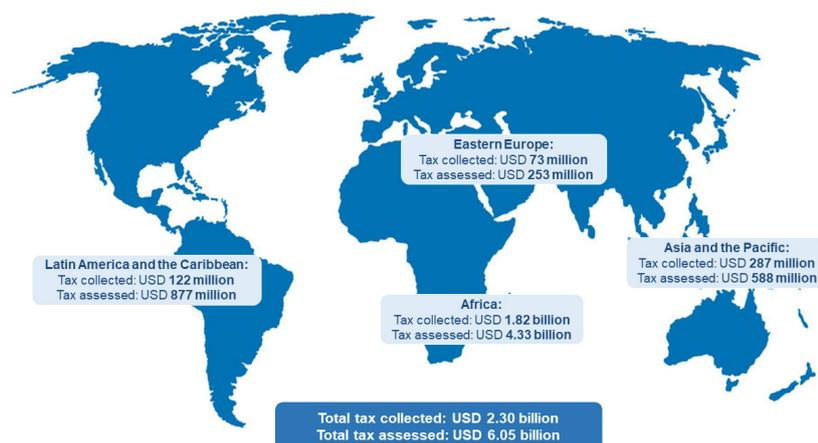 Eastern Europe:
Tax collected: USD 73 million
Tax assessed: USD 253 million
Asia and the Pacific:
Tax collected: USD 287 million
Tax assessed: USD 588 million
Latin America and the Caribbean:
Tax collected: USD 122 million
Tax assessed: USD 877 million
Africa:
Tax collected: USD 1.82 billion
Tax assessed: USD 4.33 billion
Total tax collected: USD 2.30 billion
Total tax assessed: USD 6.05 billion